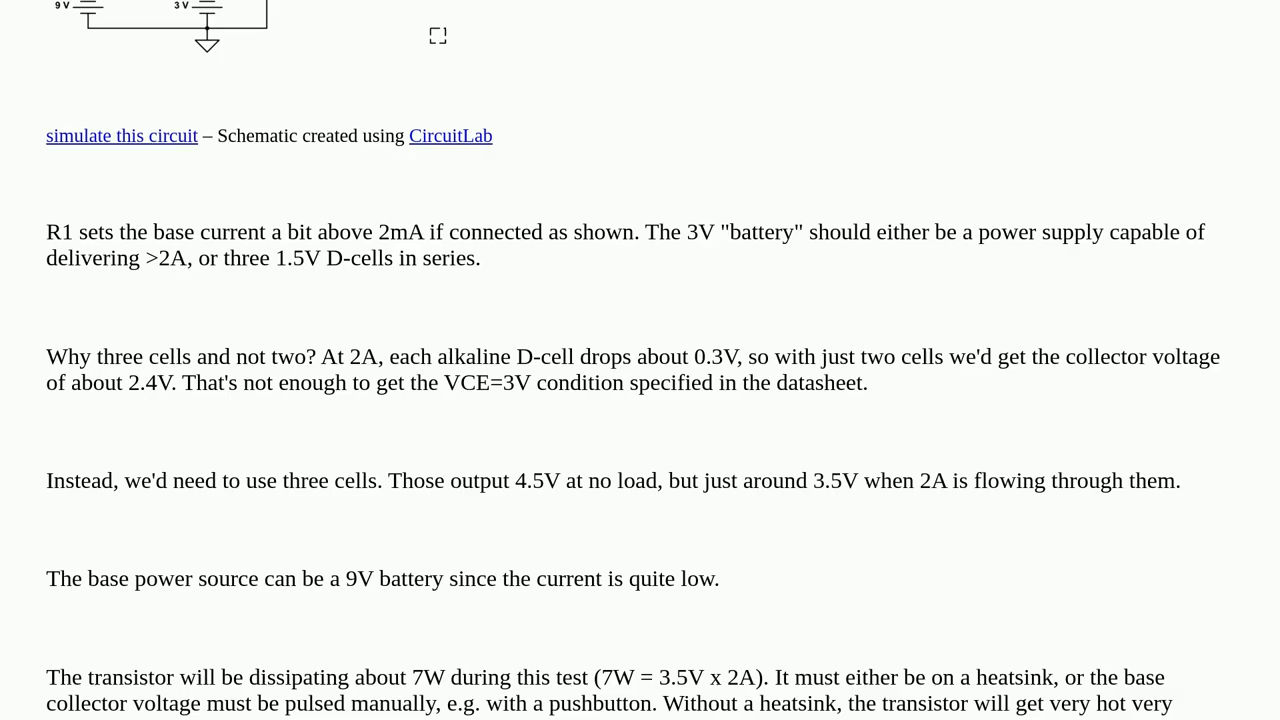 9 V 3 V
simulate this circuit – Schematic created using CircuitLab
R1 sets the base current a bit above 2mA if connected as shown. The 3V "battery" should either be a power supply capable of
delivering >2A, or three 1.5V D-cells in series.
Why three cells and not two? At 2A, each alkaline D-cell drops about 0.3V, so with just two cells we'd get the collector voltage
of about 2.4V. That's not enough to get the VCE=3V condition specified in the datasheet.
Instead, we'd need to use three cells. Those output 4.5V at no load, but just around 3.5V when 2A is flowing through them.
The base power source can be a 9V battery since the current is quite low.
The transistor will be dissipating about 7W during this test (7W = 3.5V x 2A). It must either be on a heatsink, or the base
collector voltage must be pulsed manually, e.g. with a pushbutton. Without a heatsink, the transistor will get very hot very